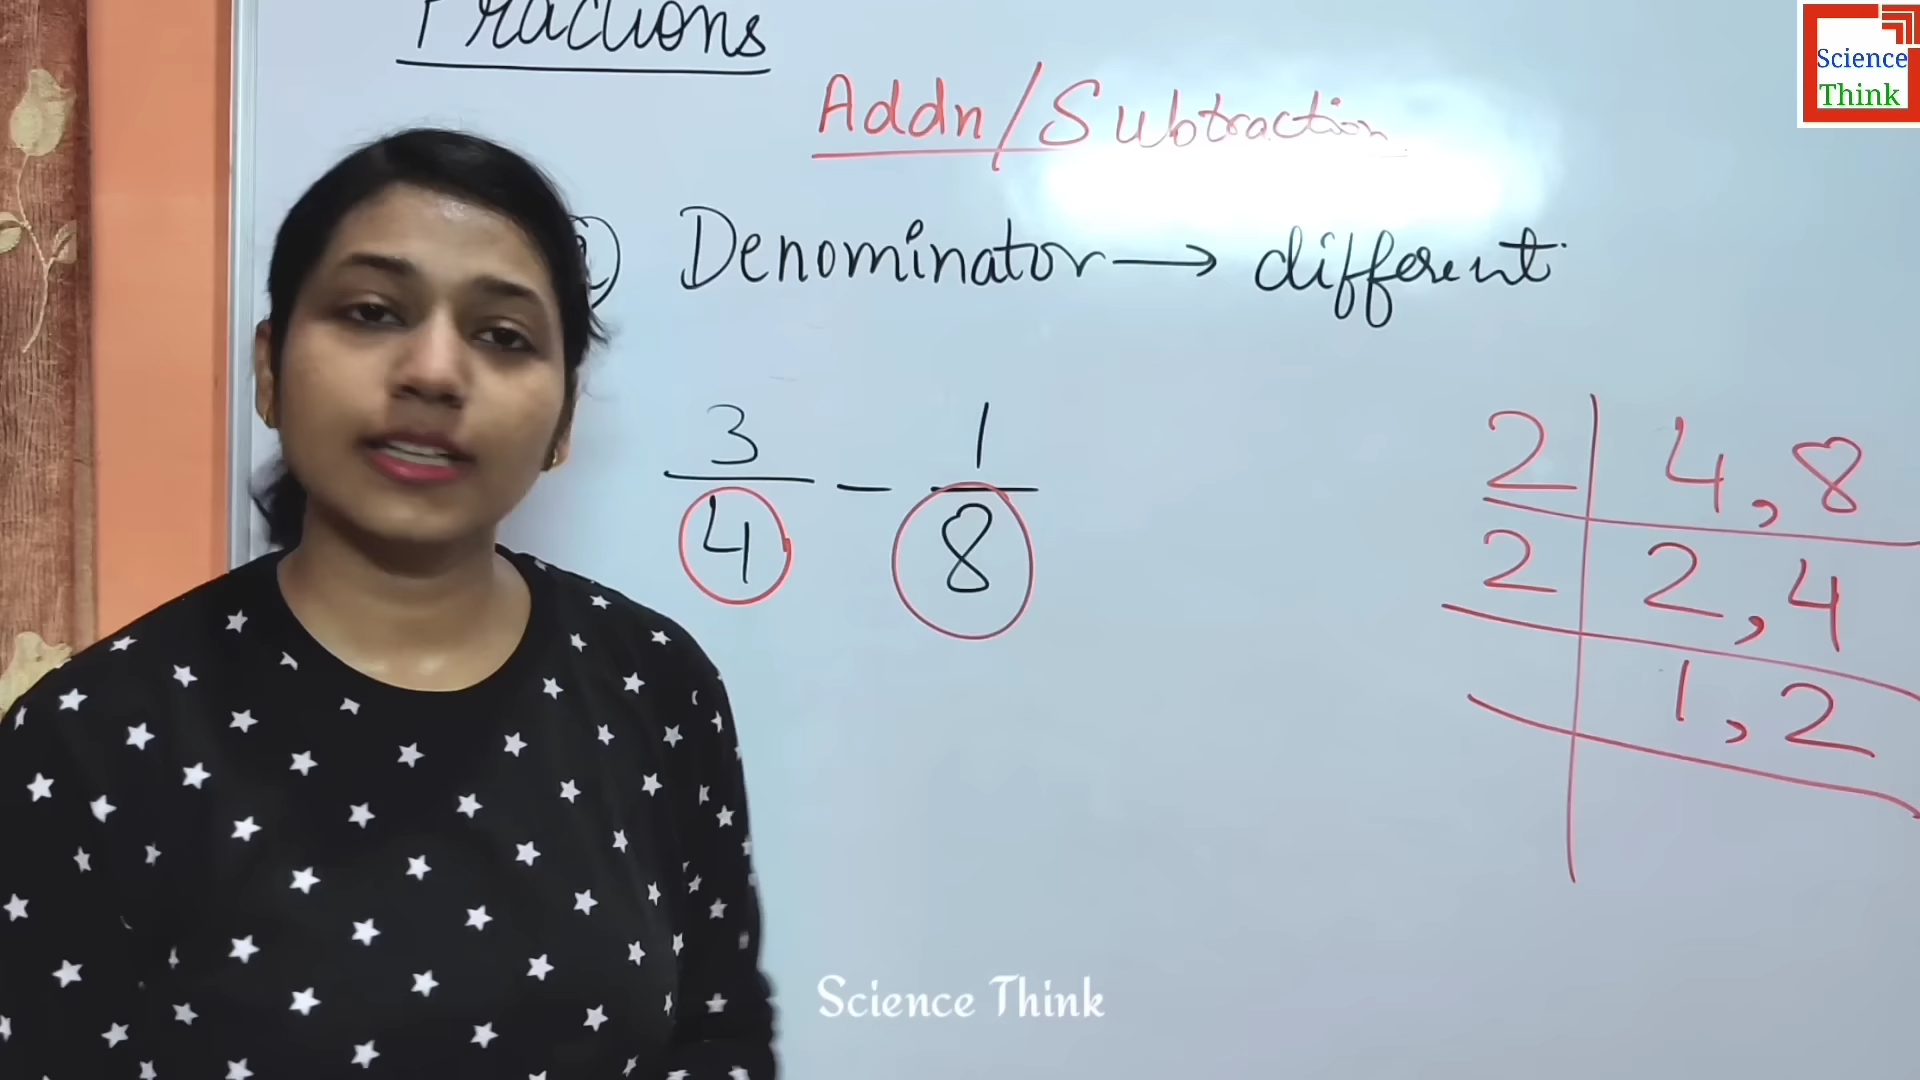 Fractions
Science
Think
Addn/Subtraction
Denominator → different
3/4 - 1/8
2 | 4, 8
2 | 2, 4
1, 2
Science Think